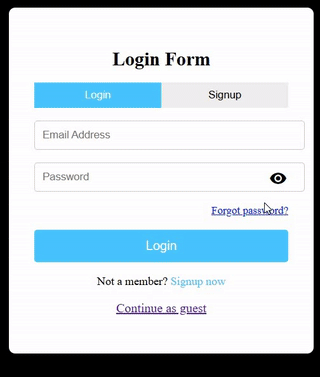 Login Form
Login Signup
Email Address
Password
Forgot password?
Login
Not a member? Signup now
Continue as guest